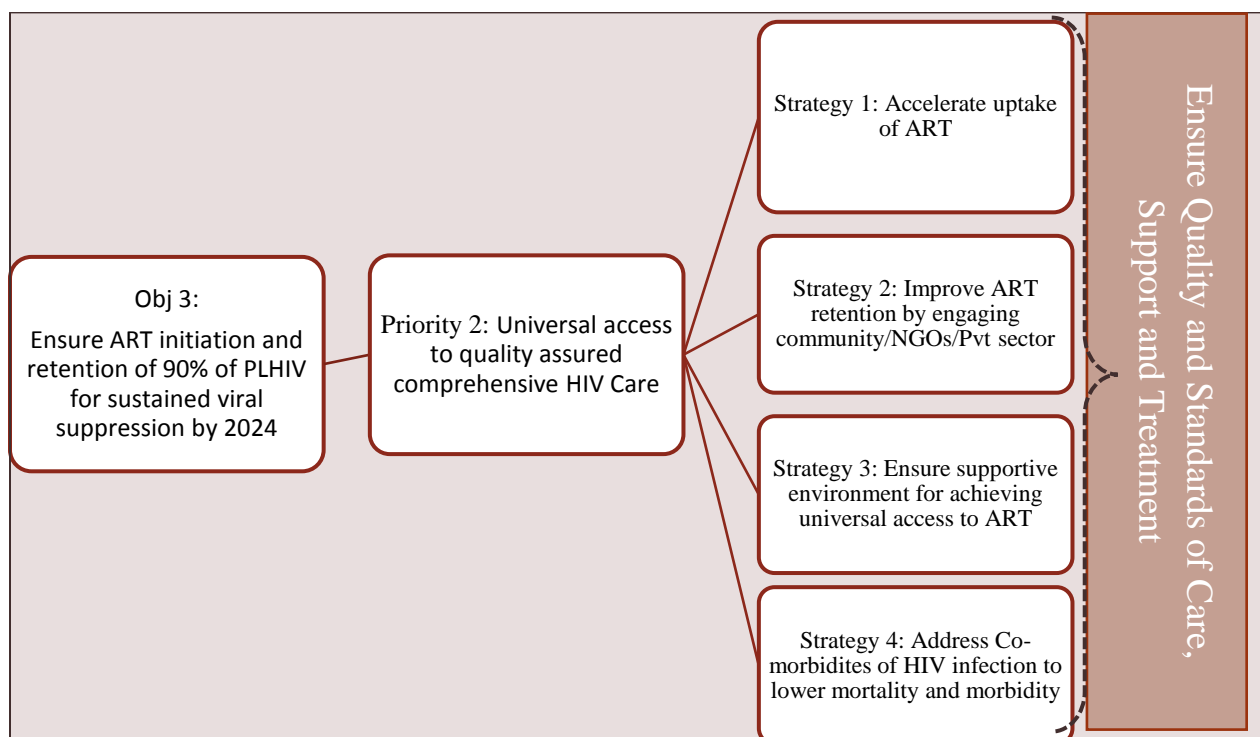 Obj 3:
Ensure ART initiation and
retention of 90% of PLHIV
for sustained viral
suppression by 2024
Priority 2: Universal access
to quality assured
comprehensive HIV Care
Strategy 1: Accelerate uptake
of ART
Strategy 2: Improve ART
retention by engaging
community/NGOs/Pvt sector
Strategy 3: Ensure supportive
environment for achieving
universal access to ART
Strategy 4: Address Co-
morbidites of HIV infection to
lower mortality and morbidity
Ensure Quality and Standards of Care,
Support and Treatment